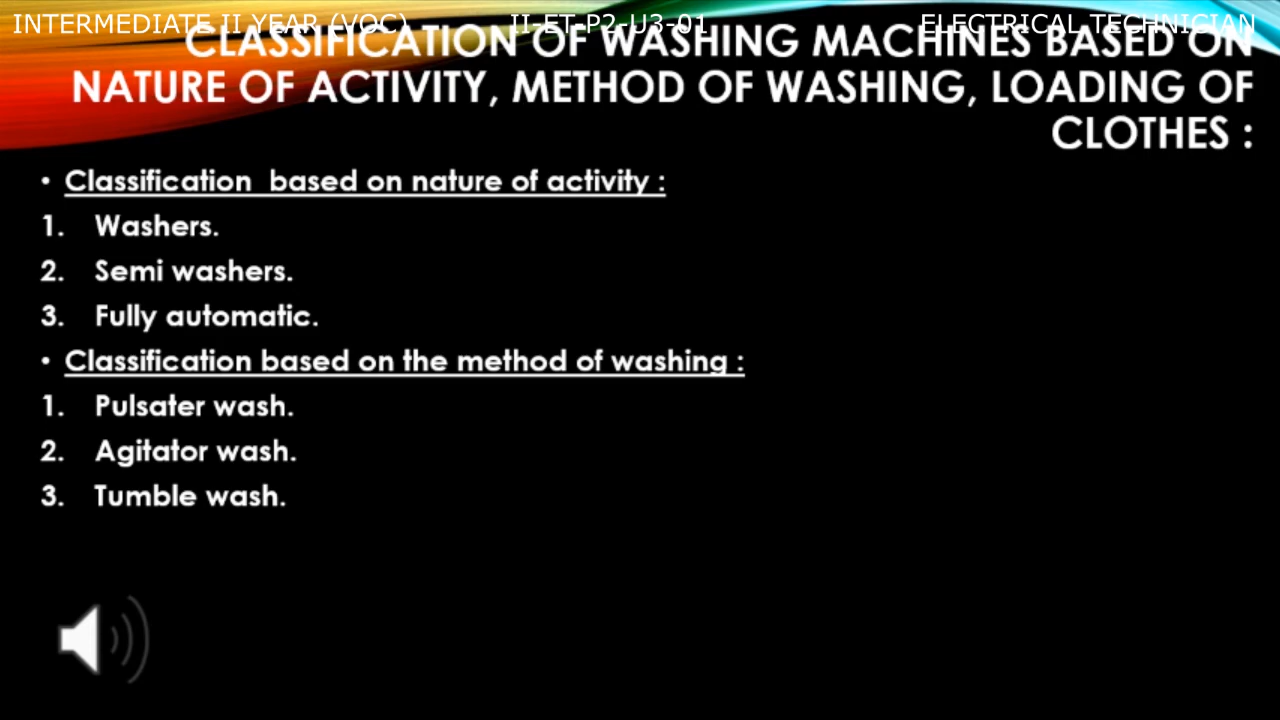 INTERMEDIATE II YEAR (VOC) II-ET-P2-U3-01 ELECTRICAL TECHNICIAN
CLASSIFICATION OF WASHING MACHINES BASED ON
NATURE OF ACTIVITY, METHOD OF WASHING, LOADING OF
CLOTHES :
• Classification based on nature of activity :
1. Washers.
2. Semi washers.
3. Fully automatic.
• Classification based on the method of washing :
1. Pulsater wash.
2. Agitator wash.
3. Tumble wash.